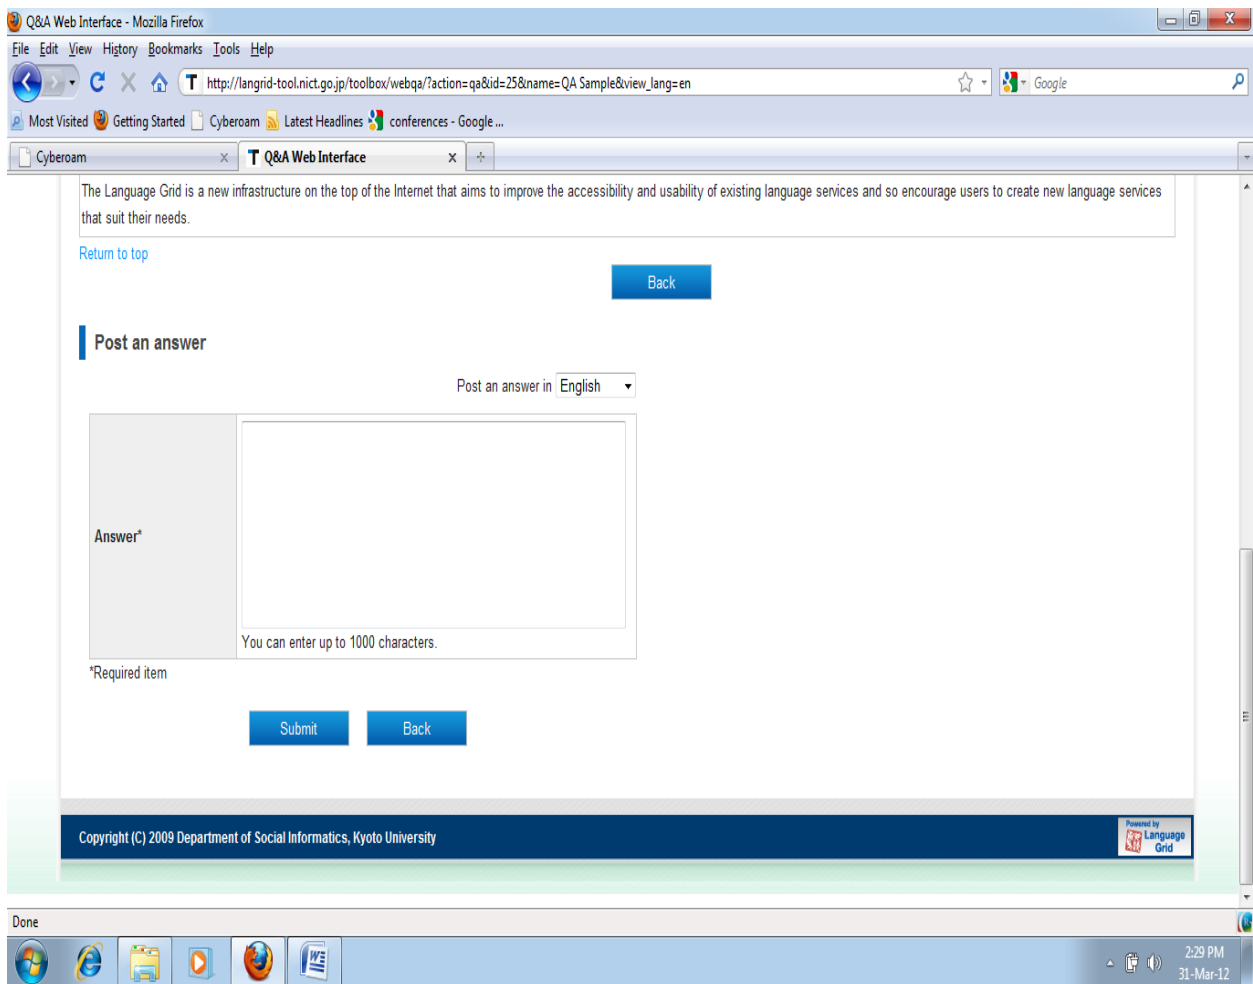 Q&A Web Interface - Mozilla Firefox
File Edit View History Bookmarks Tools Help
http://langrid-tool.nict.go.jp/toolbox/webqa/?action=qa&id=25&name=QA Sample&view_lang=en
Google
Most Visited Getting Started Cyberoam Latest Headlines conferences - Google ...
Cyberoam
Q&A Web Interface
The Language Grid is a new infrastructure on the top of the Internet that aims to improve the accessibility and usability of existing language services and so encourage users to create new language services
that suit their needs.
Return to top
Back
Post an answer
Post an answer in English
Answer*
You can enter up to 1000 characters.
*Required item
Submit Back
Copyright (C) 2009 Department of Social Informatics, Kyoto University
Powered by
Language
Grid
Done
2:29 PM
31-Mar-12